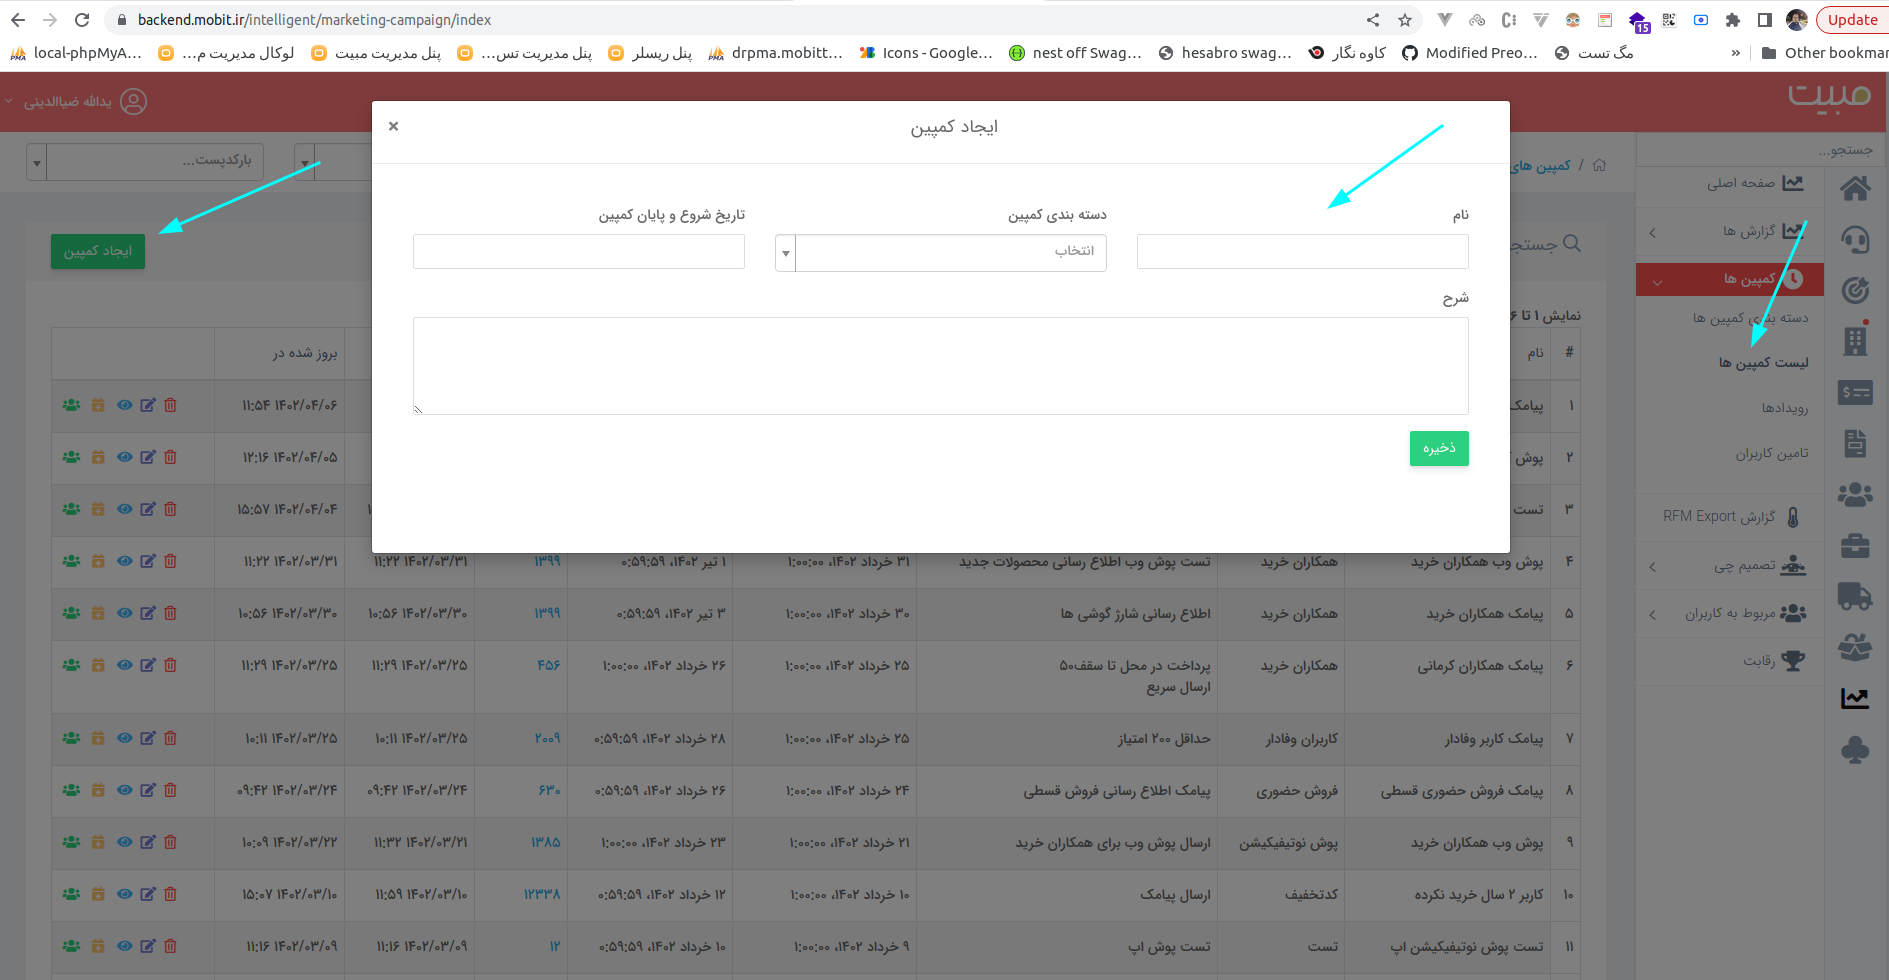 backend.mobit.ir/intelligent/marketing-campaign/index
Update
15
local-phpMyA...
لوکال مدیریت م...
پنل مدیریت مبیت
پنل مدیریت تس...
پنل ریسلر
drpma.mobitt...
Icons - Google...
nest off Swag...
hesabro swag...
کاوه نگار
Modified Preo...
مگ تست
»
Other bookmar
مبیت
یدالله ضیاالدینی
ایجاد کمپین
×
جستجو...
کمپین های
/
بارکدپست...
نام
دسته بندی کمپین
تاریخ شروع و پایان کمپین
انتخاب
شرح
ذخیره
صفحه اصلی
گزارش ها
کمپین ها
دسته بندی کمپین ها
لیست کمپین ها
رویدادها
تامین کاربران
گزارش RFM Export
تصمیم چی
مربوط به کاربران
رقابت
جستجو
ایجاد کمپین
نمایش ۱ تا ۶
# نام بروز شده در
۱ پیامک ۱۴۰۲/۰۴/۰۶ ۱۱:۵۴
۲ پوش ۱۴۰۲/۰۴/۰۵ ۱۲:۱۶
۳ تست ۱۴۰۲/۰۴/۰۴ ۱۵:۵۷
۴ پوش وب همکاران خرید همکاران خرید تست پوش وب اطلاع رسانی محصولات جدید ۳۱ خرداد ۱۴۰۲، ۱:۰۰:۰۰ ۱ تیر ۱۴۰۲، ۰:۵۹:۵۹ ۱۳۹۹ ۱۴۰۲/۰۳/۳۱ ۱۱:۲۲ ۱۴۰۲/۰۳/۳۱ ۱۱:۲۲
۵ پیامک همکاران خرید همکاران خرید اطلاع رسانی شارژ گوشی ها ۳۰ خرداد ۱۴۰۲، ۱:۰۰:۰۰ ۳ تیر ۱۴۰۲، ۰:۵۹:۵۹ ۱۳۹۹ ۱۴۰۲/۰۳/۳۰ ۱۰:۵۶ ۱۴۰۲/۰۳/۳۰ ۱۰:۵۶
۶ پیامک همکاران کرمانی همکاران خرید پرداخت در محل تا سقف۵۰ ۲۵ خرداد ۱۴۰۲، ۱:۰۰:۰۰ ۲۶ خرداد ۱۴۰۲، ۱:۰۰:۰۰ ۴۵۶ ۱۴۰۲/۰۳/۲۵ ۱۱:۲۹ ۱۴۰۲/۰۳/۲۵ ۱۱:۲۹
ارسال سریع
۷ پیامک کاربر وفادار کاربران وفادار حداقل ۲۰۰ امتیاز ۲۵ خرداد ۱۴۰۲، ۱:۰۰:۰۰ ۲۸ خرداد ۱۴۰۲، ۰:۵۹:۵۹ ۲۰۰۹ ۱۴۰۲/۰۳/۲۵ ۱۰:۱۱ ۱۴۰۲/۰۳/۲۵ ۱۰:۱۱
۸ پیامک فروش حضوری قسطی فروش حضوری پیامک اطلاع رسانی فروش قسطی ۲۴ خرداد ۱۴۰۲، ۱:۰۰:۰۰ ۲۶ خرداد ۱۴۰۲، ۰:۵۹:۵۹ ۶۳۰ ۱۴۰۲/۰۳/۲۴ ۰۹:۴۲ ۱۴۰۲/۰۳/۲۴ ۰۹:۴۲
۹ پوش وب همکاران خرید پوش نوتیفیکیشن ارسال پوش وب برای همکاران خرید ۲۱ خرداد ۱۴۰۲، ۱:۰۰:۰۰ ۲۳ خرداد ۱۴۰۲، ۱:۰۰:۰۰ ۱۳۸۵ ۱۴۰۲/۰۳/۲۱ ۱۱:۳۲ ۱۴۰۲/۰۳/۲۲ ۱۰:۰۹
۱۰ کاربر ۲ سال خرید نکرده کدتخفیف ارسال پیامک ۱۰ خرداد ۱۴۰۲، ۱:۰۰:۰۰ ۱۲ خرداد ۱۴۰۲، ۰:۵۹:۵۹ ۱۲۳۳۸ ۱۴۰۲/۰۳/۱۰ ۱۱:۵۹ ۱۴۰۲/۰۳/۱۰ ۱۵:۰۷
۱۱ تست پوش نوتیفیکیشن اپ تست تست پوش اپ ۹ خرداد ۱۴۰۲، ۱:۰۰:۰۰ ۱۰ خرداد ۱۴۰۲، ۰:۵۹:۵۹ ۱۲ ۱۴۰۲/۰۳/۰۹ ۱۱:۱۶ ۱۴۰۲/۰۳/۰۹ ۱۱:۱۶